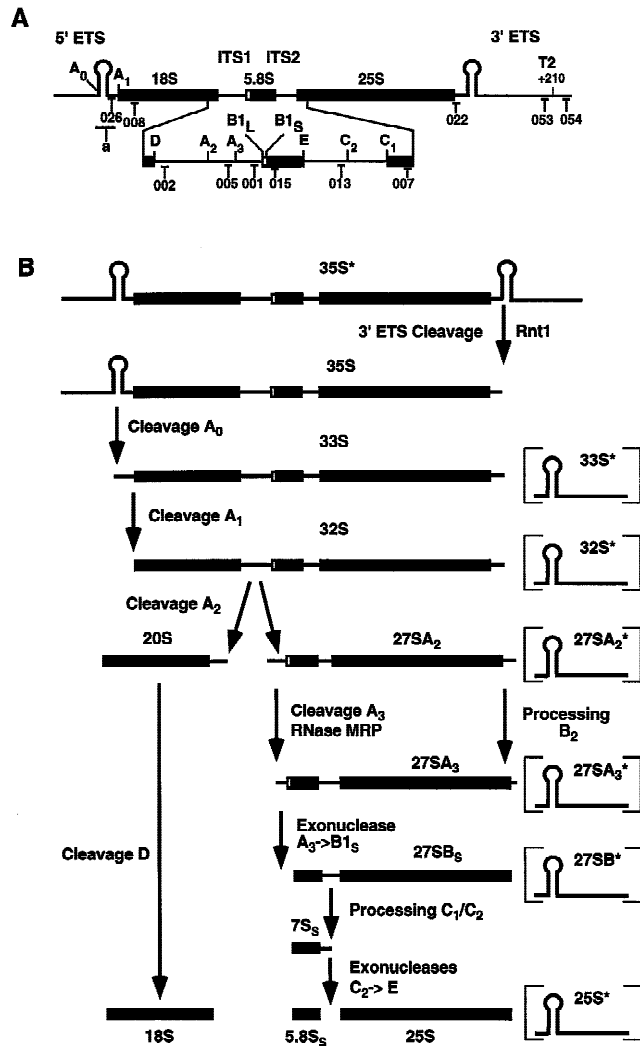 A
5' ETS
ITS1 ITS2
3' ETS
A0 A1 18S 5.8S 25S T2
+210
026 008 022 053 054
a
B1L B1S
D A2 A3 E C2 C1
002 005 001 015 013 007
B
35S*
3' ETS Cleavage Rnt1
35S
Cleavage A0
33S
33S*
Cleavage A1
32S
32S*
Cleavage A2
20S
27SA2
27SA2*
Cleavage A3
RNase MRP
Processing
B2
27SA3
27SA3*
Exonuclease
A3->B1S
Cleavage D
27SBS
27SB*
Processing C1/C2
7SS
Exonucleases
C2-> E
25S*
18S 5.8SS 25S